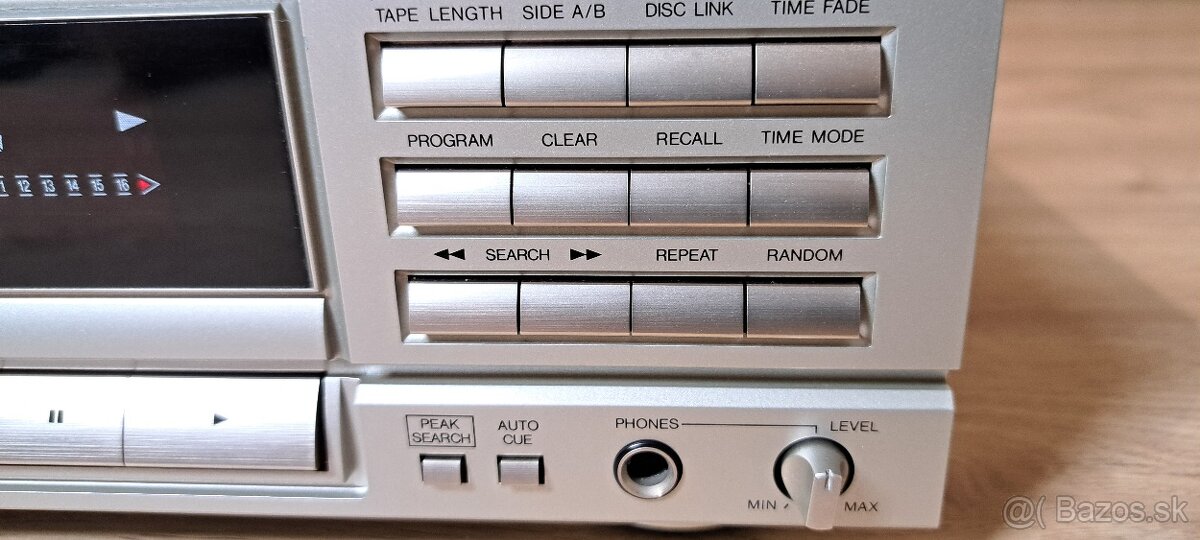 TAPE LENGTH SIDE A/B DISC LINK TIME FADE
PROGRAM CLEAR RECALL TIME MODE
12 13 14 15 16
◀◀ SEARCH ▶▶ REPEAT RANDOM
PEAK SEARCH
AUTO CUE
PHONES LEVEL
MIN MAX
@( Bazos.sk